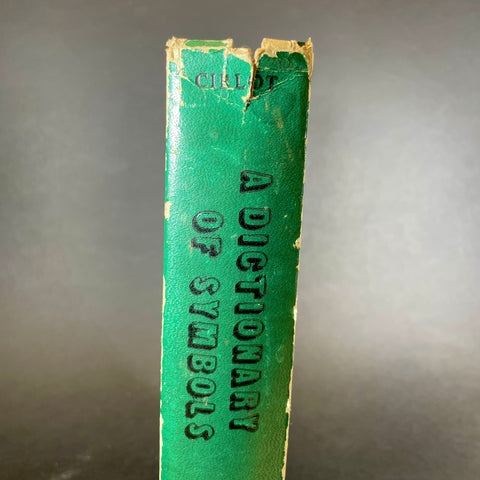 CIRLOT
A DICTIONARY
OF SYMBOLS